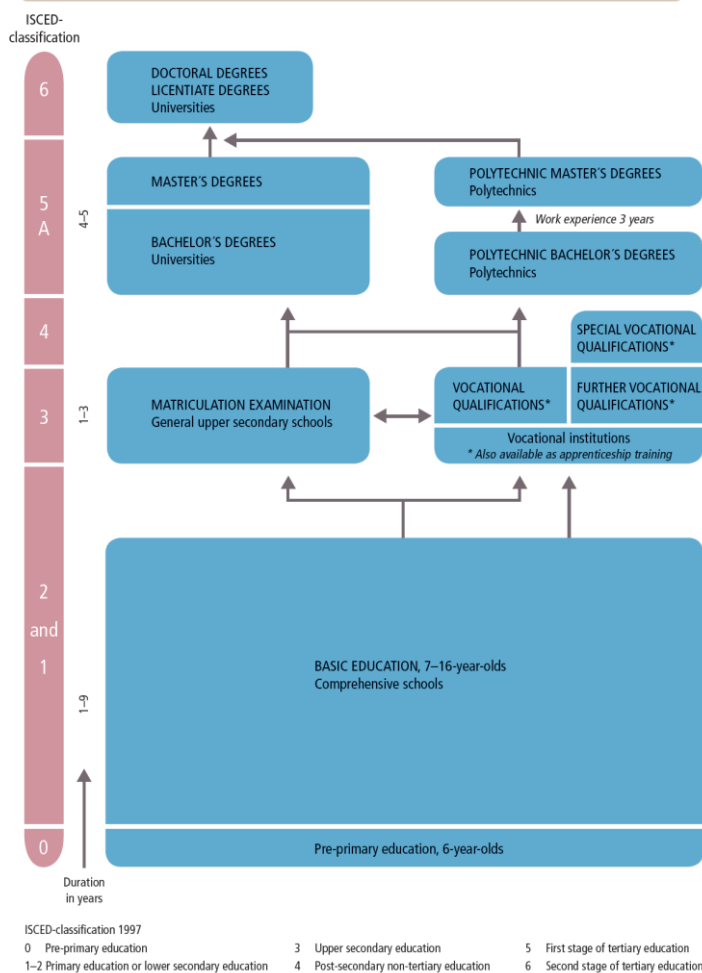 ISCED-
classification
6
DOCTORAL DEGREES
LICENTIATE DEGREES
Universities
5
A
4–5
MASTER´S DEGREES
BACHELOR´S DEGREES
Universities
POLYTECHNIC MASTER´S DEGREES
Polytechnics
Work experience 3 years
POLYTECHNIC BACHELOR´S DEGREES
Polytechnics
4
SPECIAL VOCATIONAL
QUALIFICATIONS*
3
1–3
MATRICULATION EXAMINATION
General upper secondary schools
VOCATIONAL
QUALIFICATIONS*
FURTHER VOCATIONAL
QUALIFICATIONS*
Vocational institutions
* Also available as apprenticeship training
2
and
1
1–9
BASIC EDUCATION, 7–16-year-olds
Comprehensive schools
0
Pre-primary education, 6-year-olds
Duration
in years
ISCED-classification 1997
0 Pre-primary education
1–2 Primary education or lower secondary education
3 Upper secondary education
4 Post-secondary non-tertiary education
5 First stage of tertiary education
6 Second stage of tertiary education